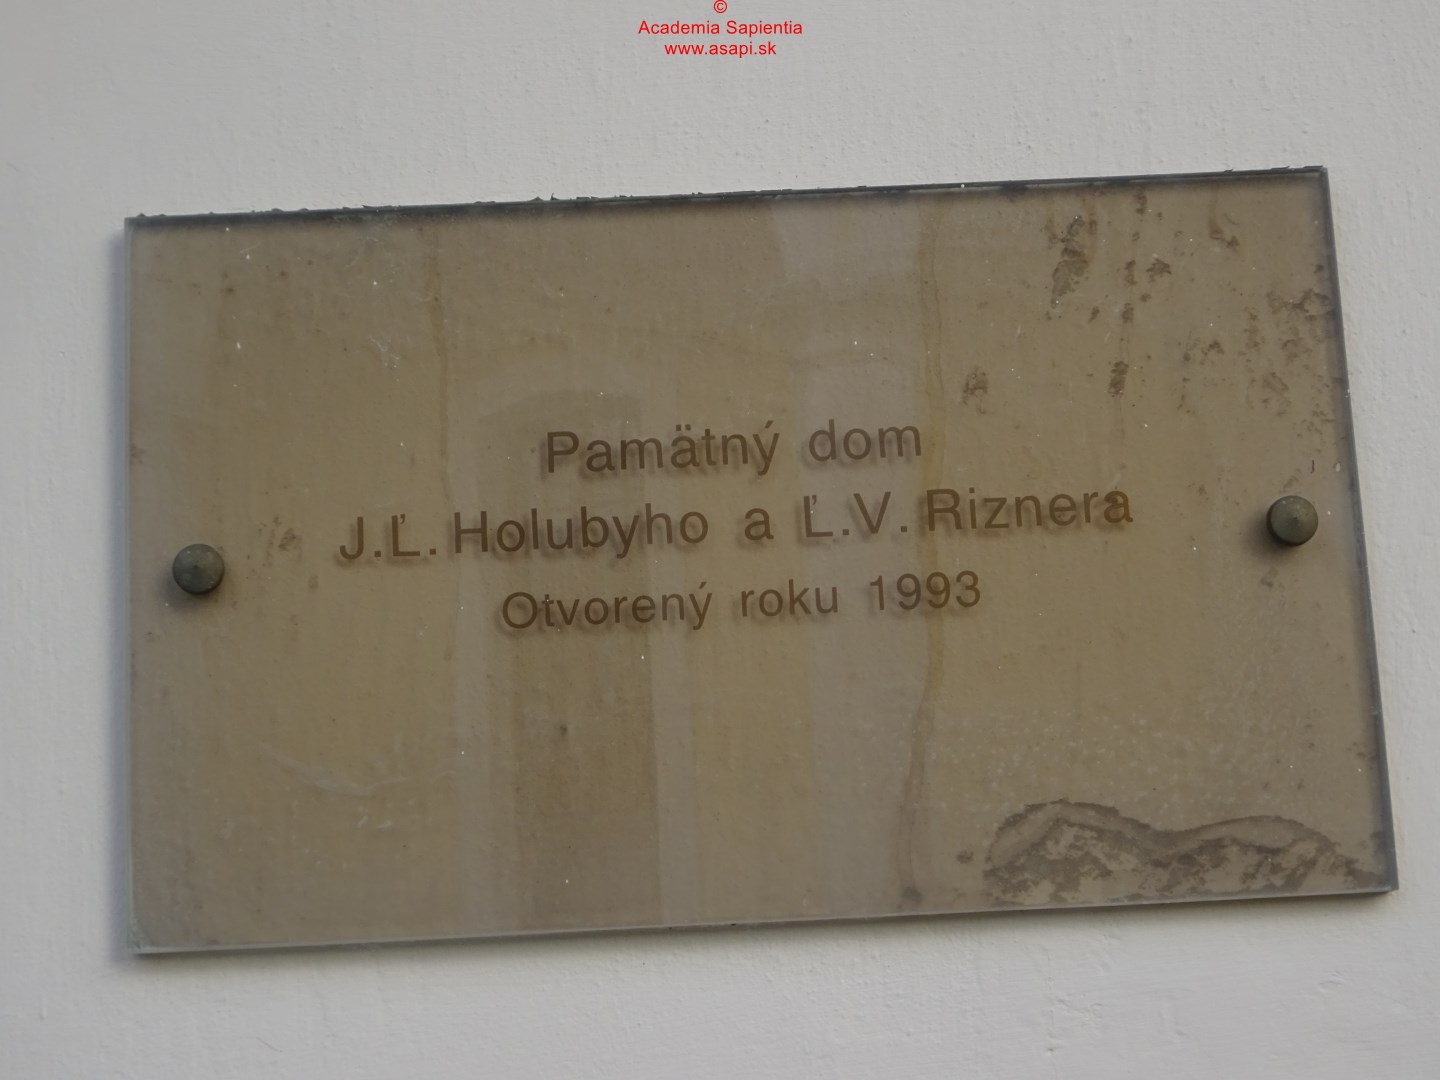 ©
Academia Sapientia
www.asapi.sk
Pamätný dom
J.Ľ. Holubyho a Ľ.V. Riznera
Otvorený roku 1993